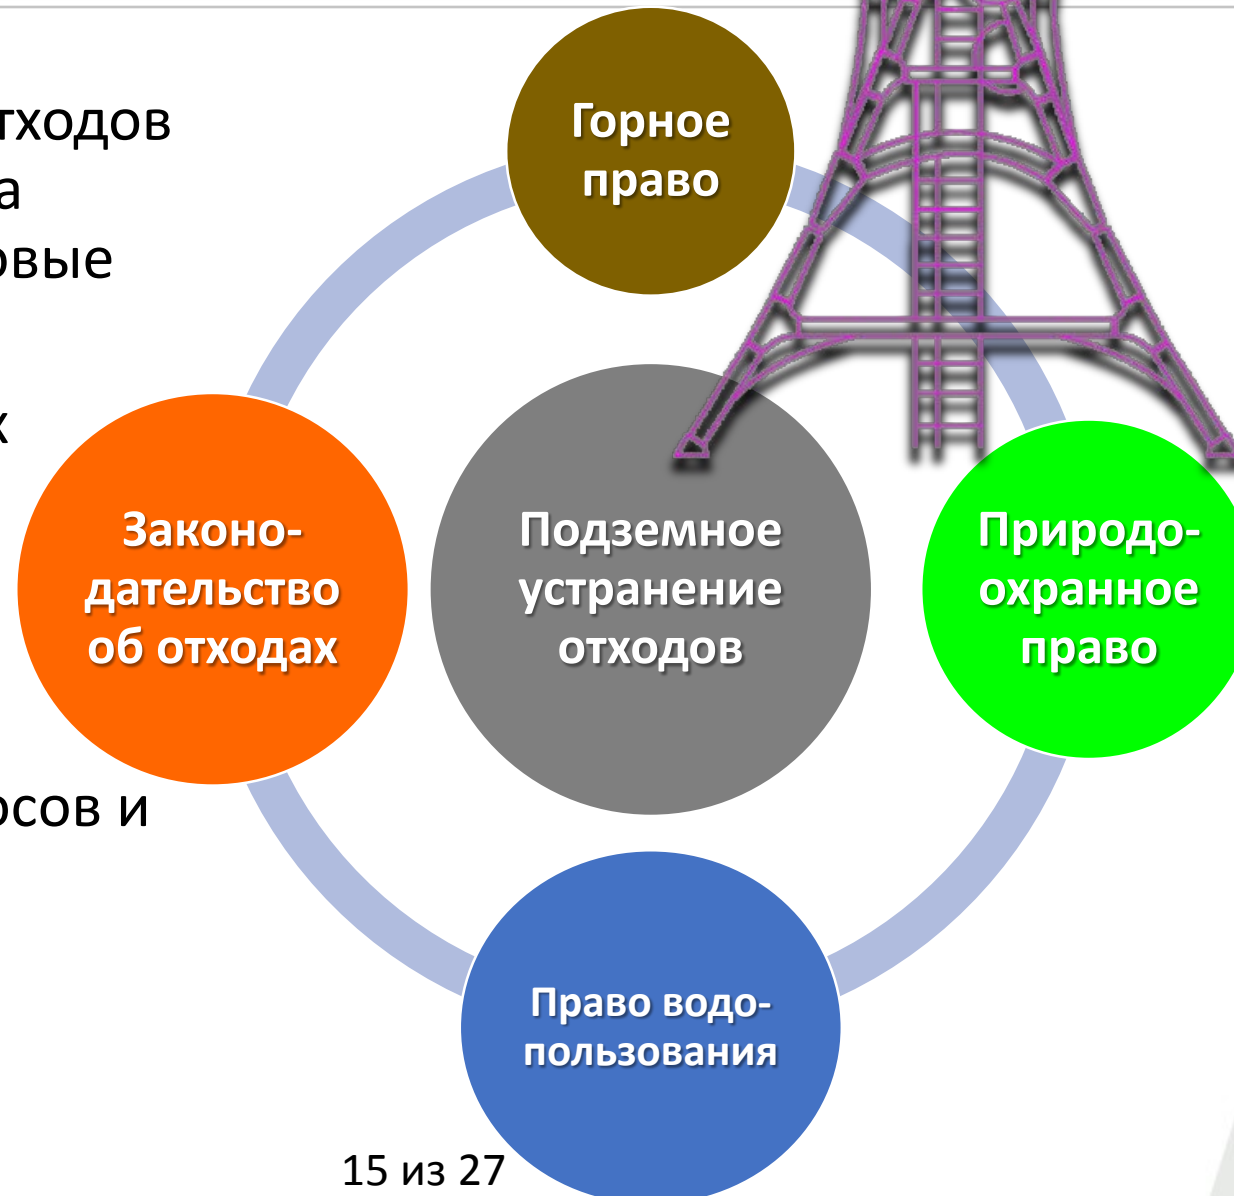 тходов
а
овые
х
осов и
Горное
право
Законо-
дательство
об отходах
Подземное
устранение
отходов
Природо-
охранное
право
Право водо-
пользования
15 из 27